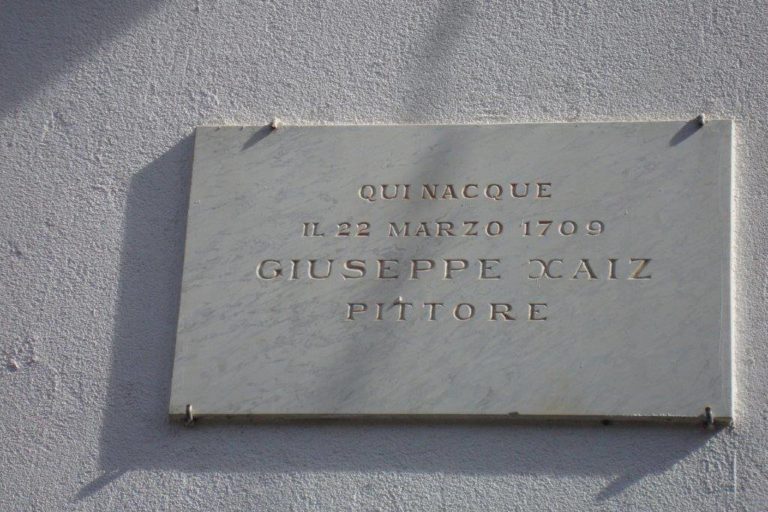 QUI NACQUE
IL 22 MARZO 1709
GIUSEPPE XAIZ
PITTORE